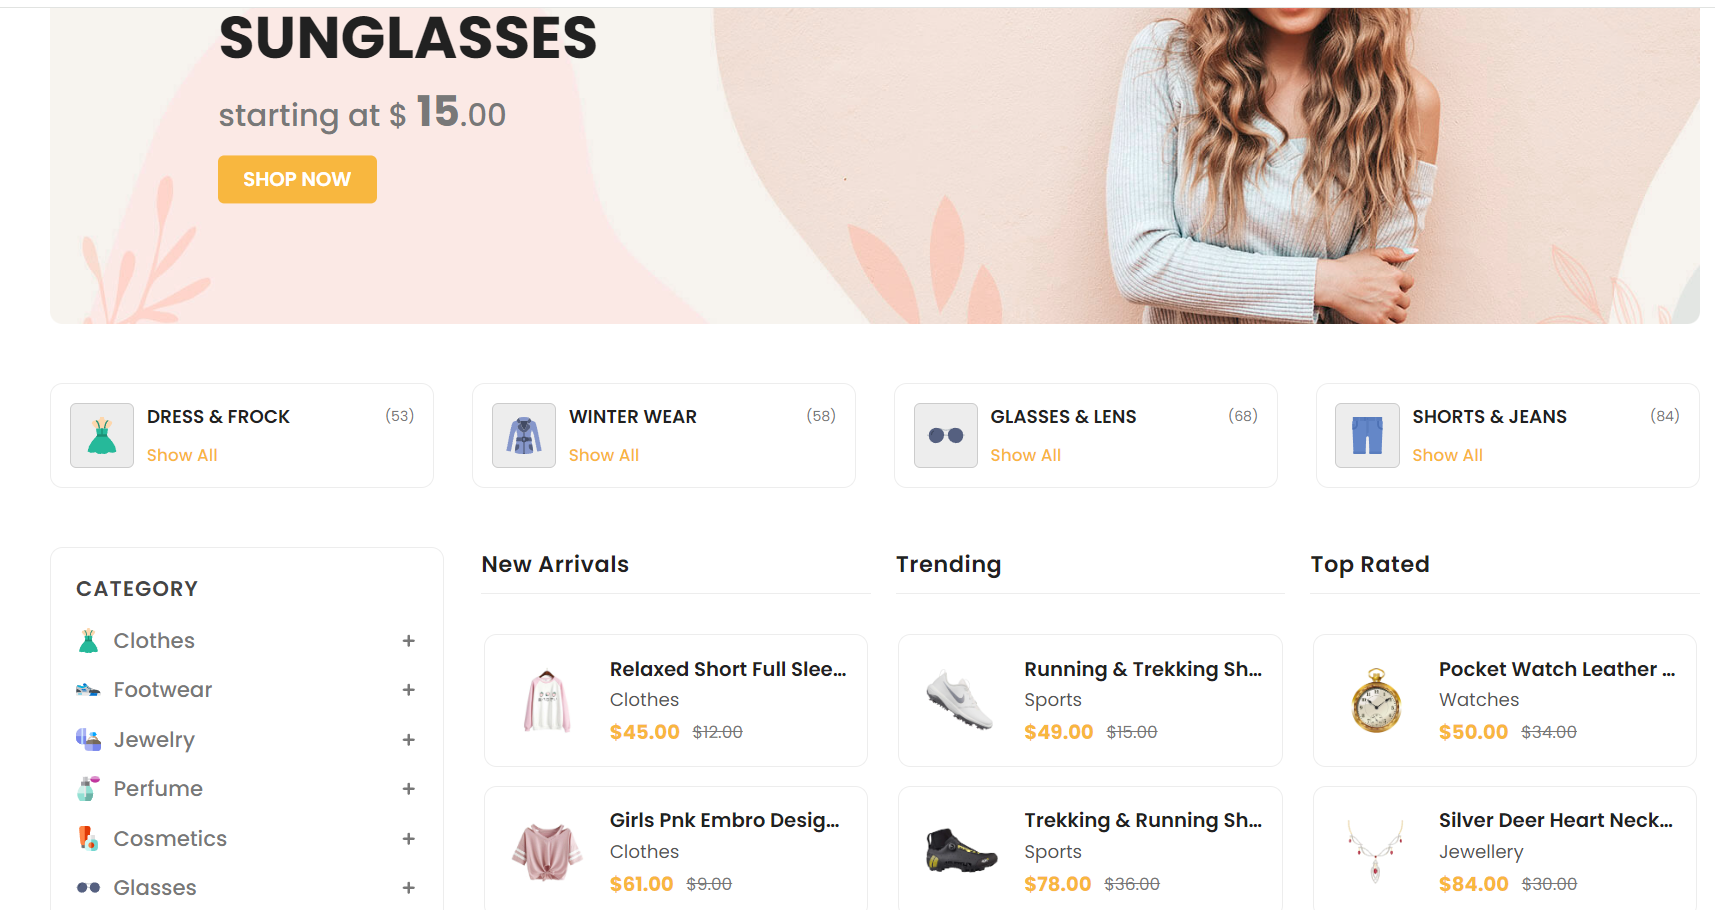 SUNGLASSES
starting at $ 15.00
SHOP NOW
DRESS & FROCK (53)
Show All
WINTER WEAR (58)
Show All
GLASSES & LENS (68)
Show All
SHORTS & JEANS (84)
Show All
CATEGORY
Clothes +
Footwear +
Jewelry +
Perfume +
Cosmetics +
Glasses +
New Arrivals
Relaxed Short Full Slee...
Clothes
$45.00 $12.00
Girls Pnk Embro Desig...
Clothes
$61.00 $9.00
Trending
Running & Trekking Sh...
Sports
$49.00 $15.00
Trekking & Running Sh...
Sports
$78.00 $36.00
Top Rated
Pocket Watch Leather ...
Watches
$50.00 $34.00
Silver Deer Heart Neck...
Jewellery
$84.00 $30.00